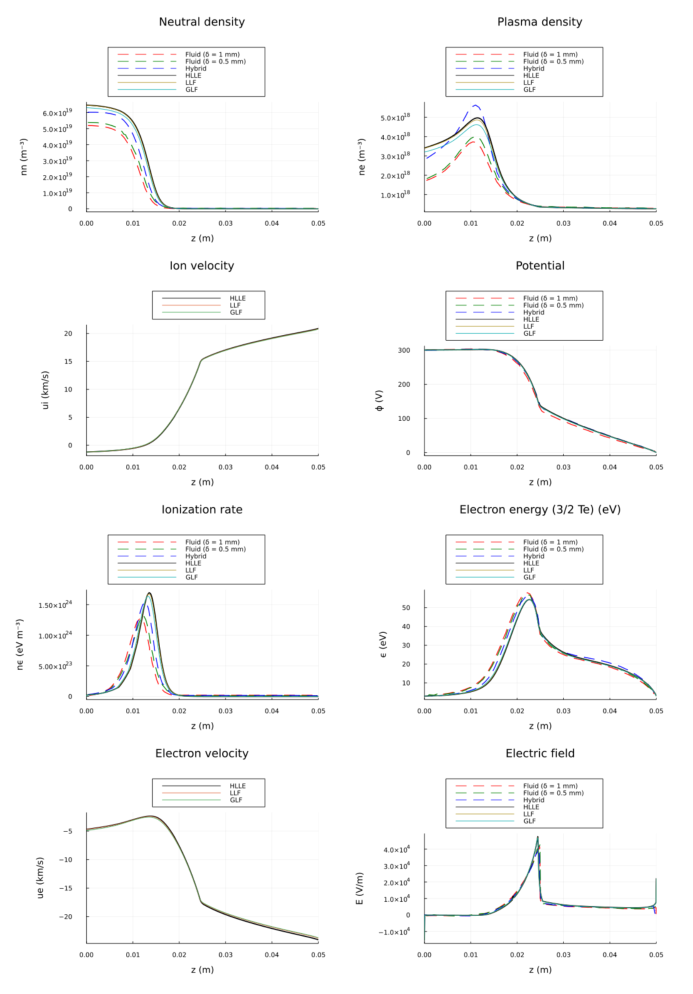 Neutral density
Fluid (δ = 1 mm)
Fluid (δ = 0.5 mm)
Hybrid
HLLE
LLF
GLF
6.0×10¹⁹
5.0×10¹⁹
4.0×10¹⁹
3.0×10¹⁹
2.0×10¹⁹
1.0×10¹⁹
0
nn (m⁻³)
0.00 0.01 0.02 0.03 0.04 0.05
z (m)
Plasma density
Fluid (δ = 1 mm)
Fluid (δ = 0.5 mm)
Hybrid
HLLE
LLF
GLF
5.0×10¹⁸
4.0×10¹⁸
3.0×10¹⁸
2.0×10¹⁸
1.0×10¹⁸
ne (m⁻³)
0.00 0.01 0.02 0.03 0.04 0.05
z (m)
Ion velocity
HLLE
LLF
GLF
20
15
10
5
0
ui (km/s)
0.00 0.01 0.02 0.03 0.04 0.05
z (m)
Potential
Fluid (δ = 1 mm)
Fluid (δ = 0.5 mm)
Hybrid
HLLE
LLF
GLF
300
200
100
0
ϕ (V)
0.00 0.01 0.02 0.03 0.04 0.05
z (m)
Ionization rate
Fluid (δ = 1 mm)
Fluid (δ = 0.5 mm)
Hybrid
HLLE
LLF
GLF
1.50×10²⁴
1.00×10²⁴
5.00×10²³
0
nϵ (eV m⁻³)
0.00 0.01 0.02 0.03 0.04 0.05
z (m)
Electron energy (3/2 Te) (eV)
Fluid (δ = 1 mm)
Fluid (δ = 0.5 mm)
Hybrid
HLLE
LLF
GLF
50
40
30
20
10
ϵ (eV)
0.00 0.01 0.02 0.03 0.04 0.05
z (m)
Electron velocity
HLLE
LLF
GLF
−5
−10
−15
−20
ue (km/s)
0.00 0.01 0.02 0.03 0.04 0.05
z (m)
Electric field
Fluid (δ = 1 mm)
Fluid (δ = 0.5 mm)
Hybrid
HLLE
LLF
GLF
4.0×10⁴
3.0×10⁴
2.0×10⁴
1.0×10⁴
0
−1.0×10⁴
E (V/m)
0.00 0.01 0.02 0.03 0.04 0.05
z (m)